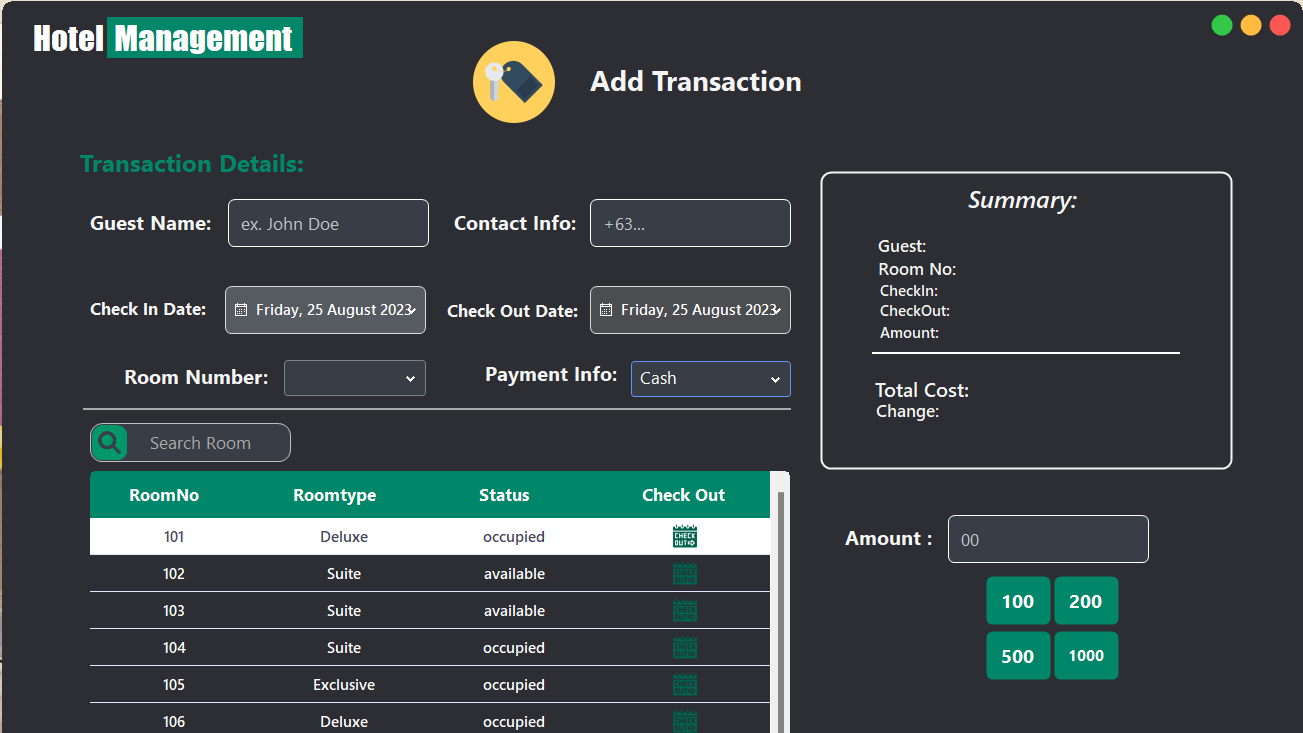 Hotel Management
Add Transaction
Transaction Details:
Guest Name: ex. John Doe Contact Info: +63...
Check In Date: Friday, 25 August 2023 Check Out Date: Friday, 25 August 2023
Room Number: Payment Info: Cash
Search Room
RoomNo Roomtype Status Check Out
101 Deluxe occupied CHECK OUT
102 Suite available CHECK OUT
103 Suite available CHECK OUT
104 Suite occupied CHECK OUT
105 Exclusive occupied CHECK OUT
106 Deluxe occupied CHECK
Summary:
Guest:
Room No:
CheckIn:
CheckOut:
Amount:
Total Cost:
Change:
Amount : 00
100 200
500 1000